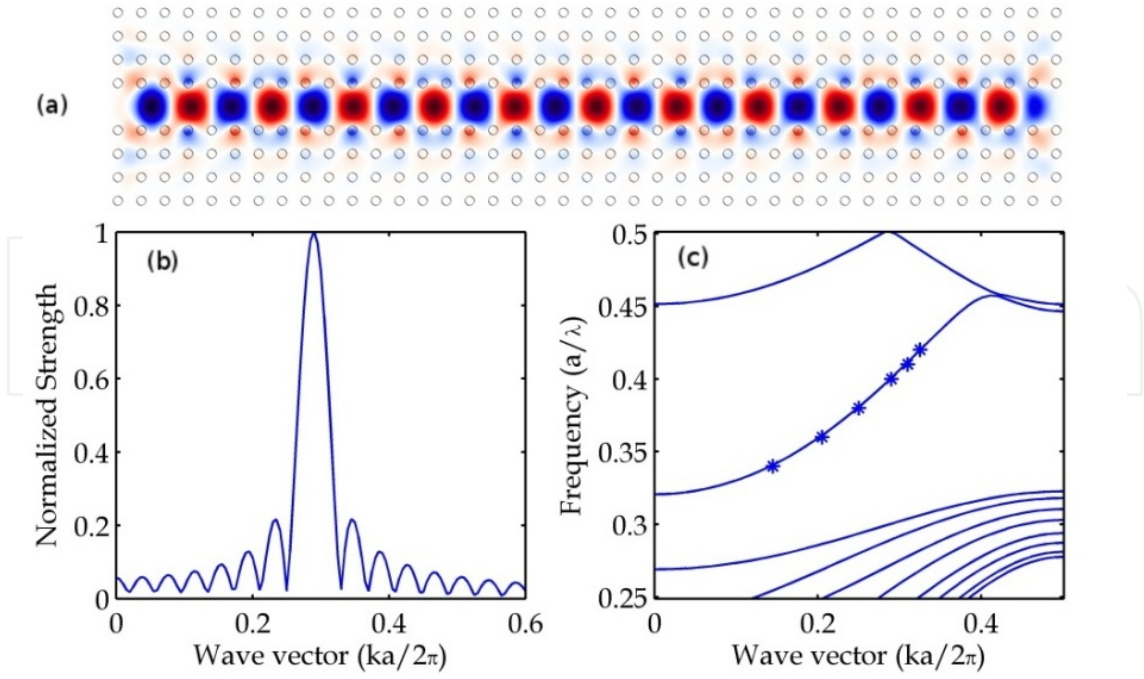 (a)
(b)
1
0.8
0.6
0.4
0.2
0
Normalized Strength
0
0.2
0.4
0.6
Wave vector (ka/2π)
(c)
0.5
0.45
0.4
0.35
0.3
0.25
Frequency (a/λ)
0
0.2
0.4
Wave vector (ka/2π)